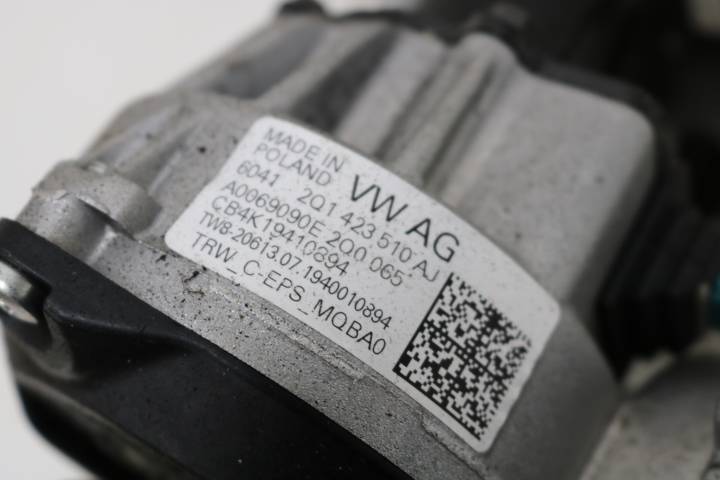 MADE IN
POLAND
VW AG
6041 2Q1 423 510 AJ
A0069090E 2Q0 065
CB4K19410894
TWB-20613.07.1940010894
TRW_C-EPS_MQBA0